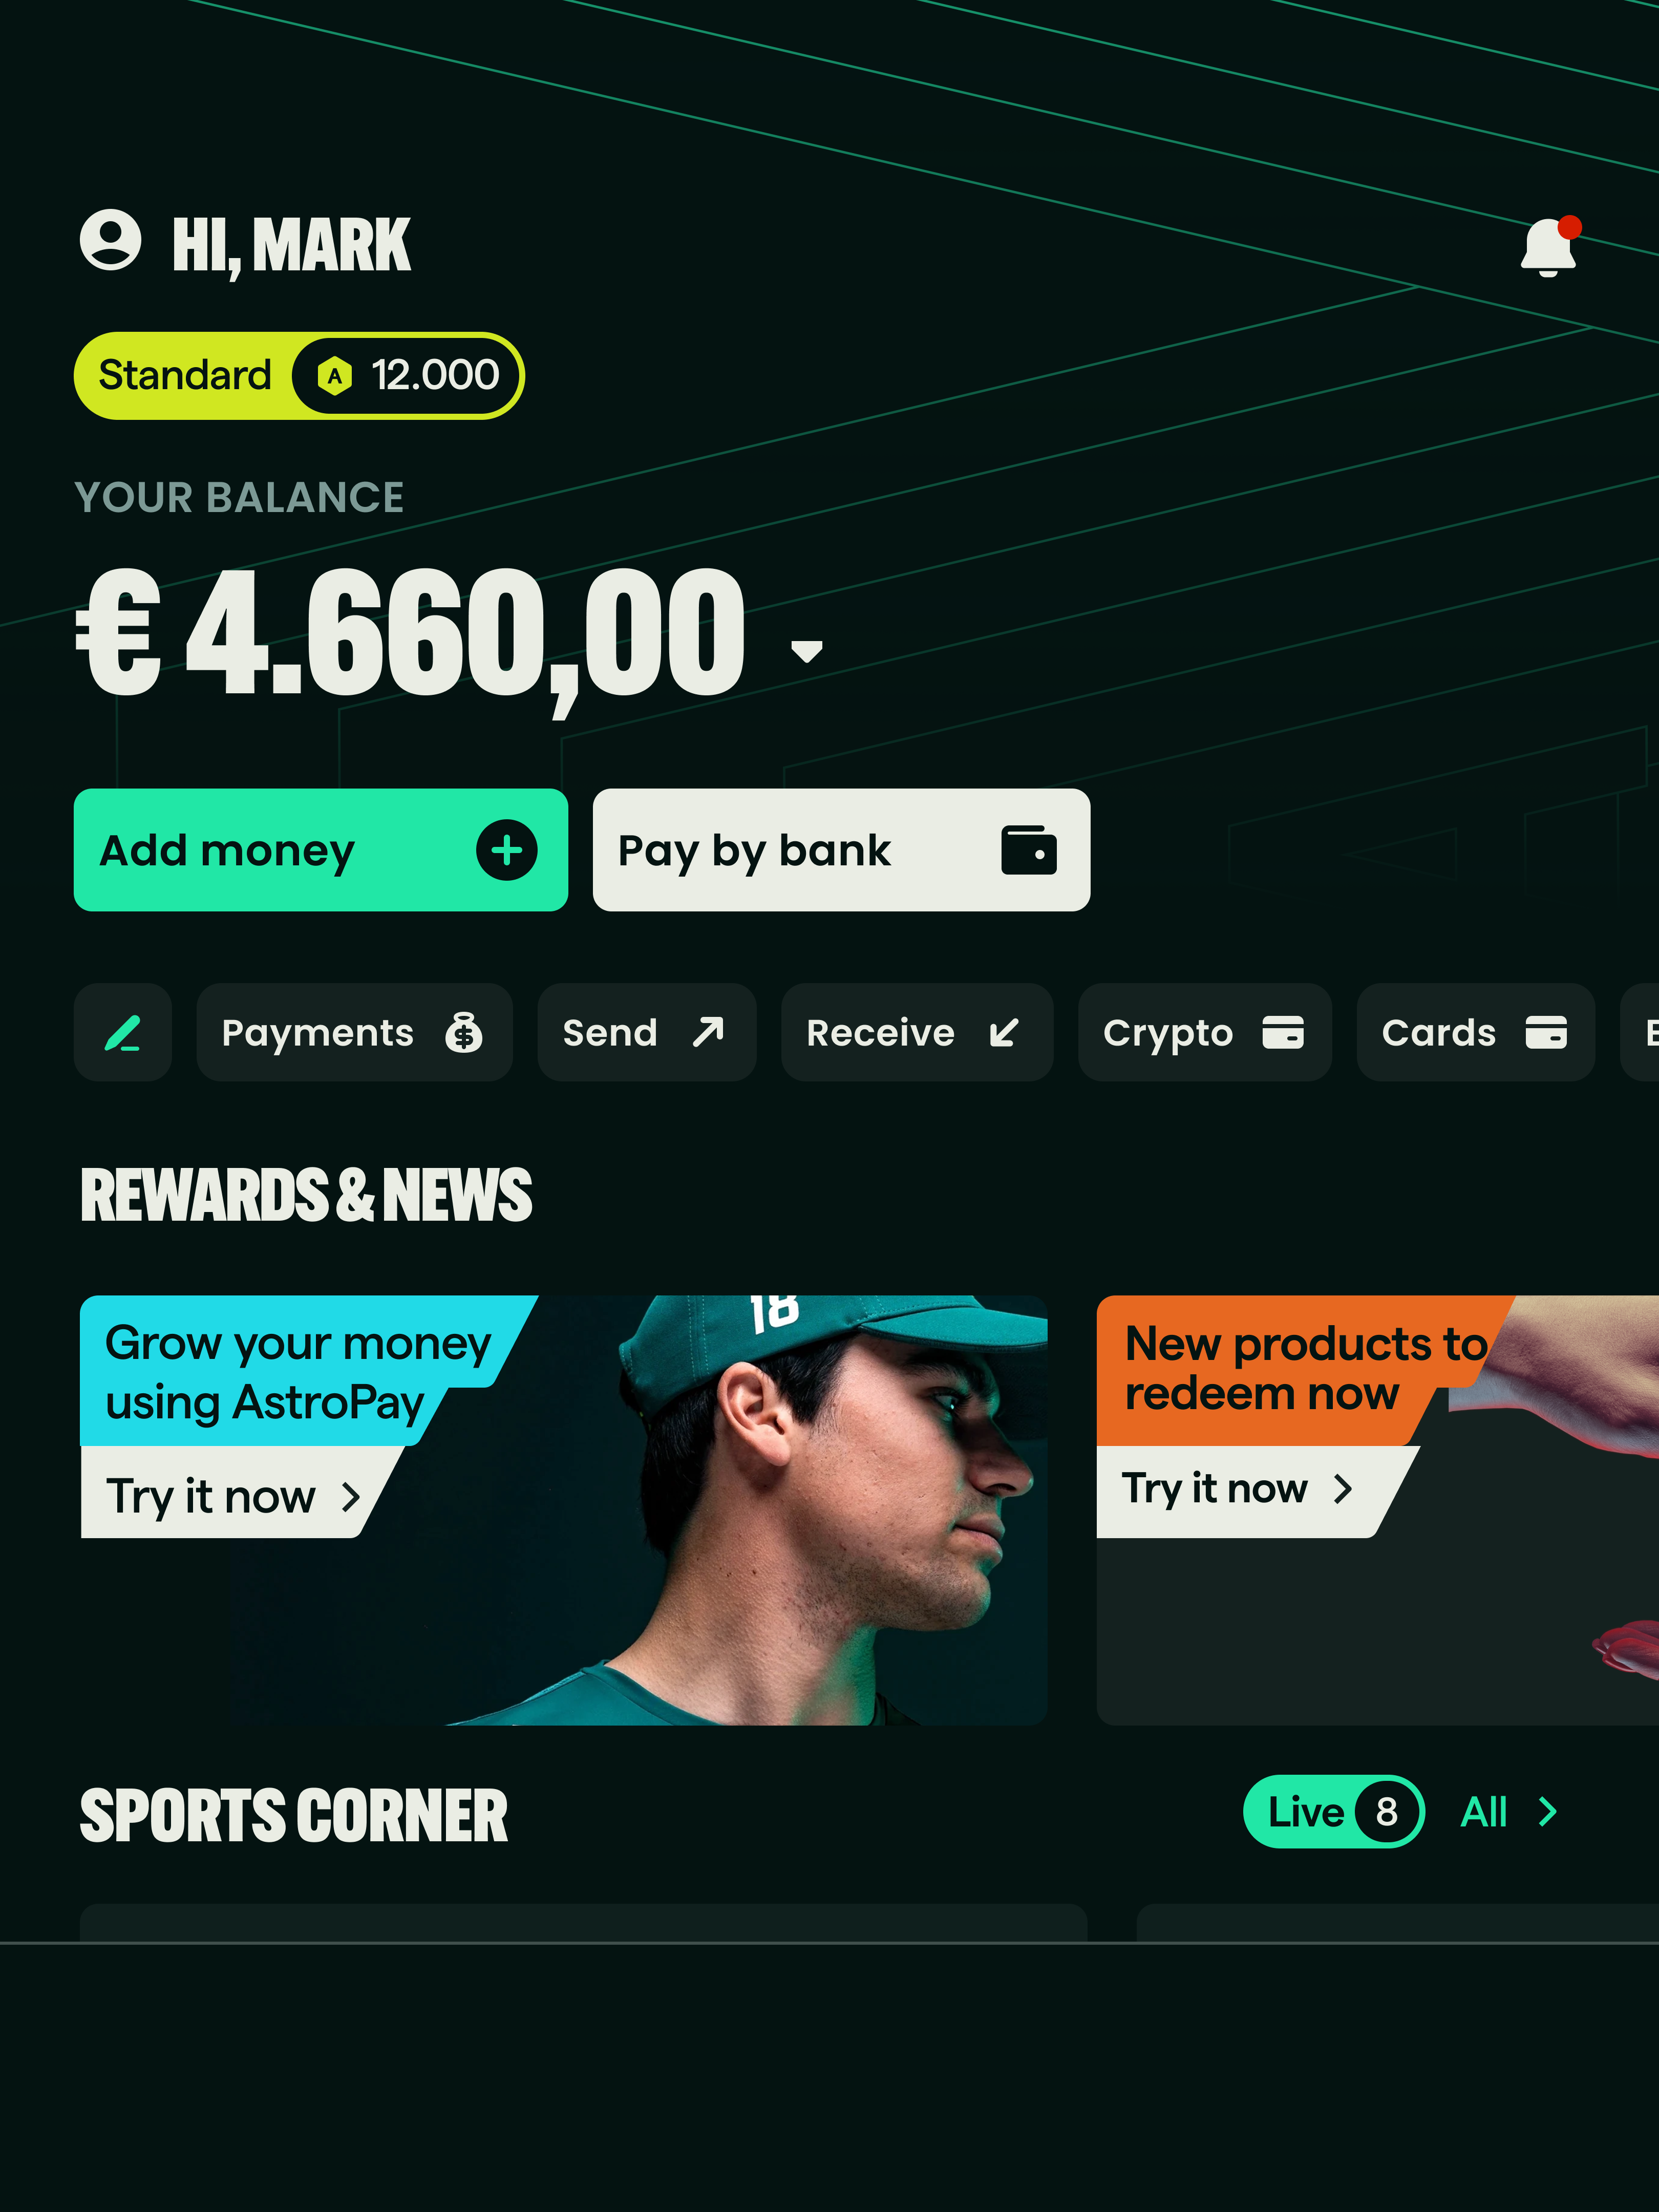 HI, MARK
Standard A 12.000
YOUR BALANCE
€ 4.660,00
Add money
Pay by bank
Payments
Send
Receive
Crypto
Cards
REWARDS & NEWS
18
Grow your money
using AstroPay
Try it now
New products to
redeem now
Try it now
SPORTS CORNER
Live 8
All